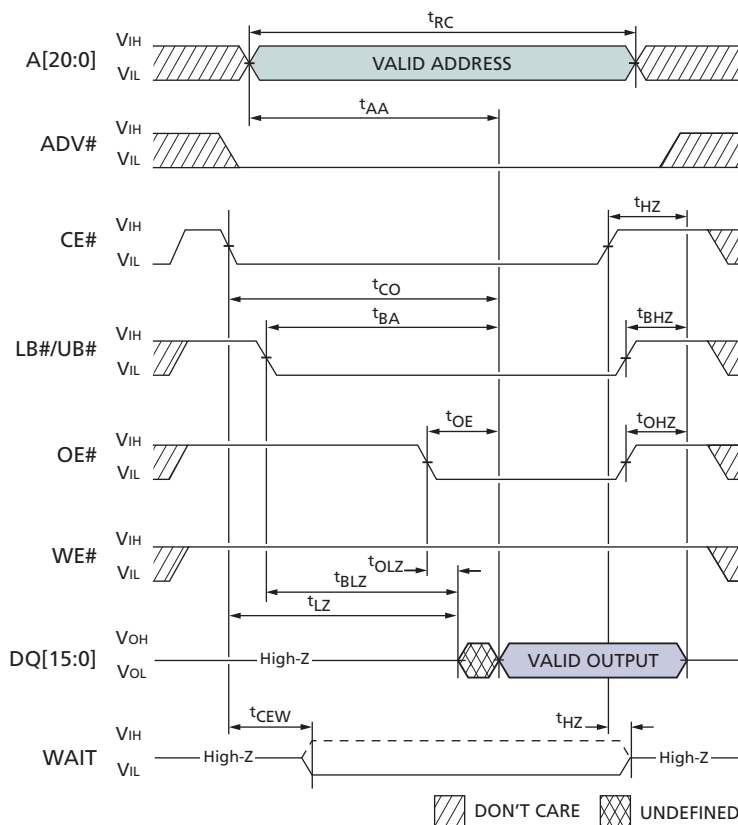 tRC
A[20:0]
VIH
VIL
VALID ADDRESS
tAA
ADV#
VIH
VIL
tHZ
CE#
VIH
VIL
tCO
tBA
tBHZ
LB#/UB#
VIH
VIL
tOE
tOHZ
OE#
VIH
VIL
WE#
VIH
VIL
tOLZ
tBLZ
tLZ
DQ[15:0]
VOH
VOL
High-Z
VALID OUTPUT
tCEW
tHZ
WAIT
VIH
VIL
High-Z
High-Z
DON'T CARE
UNDEFINED